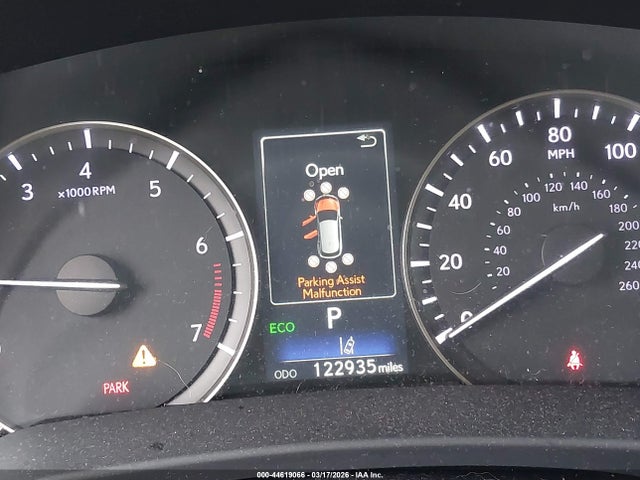 3 4 5 6 7
x1000RPM
PARK
Open
Parking Assist
Malfunction
P
ECO
ODO 122935 miles
0 20 40 60 80 100
MPH
km/h
20 40 60 80 100 120 140 160 180 200 220 240 260
000-44619066 - 03/17/2026 - IAA Inc.